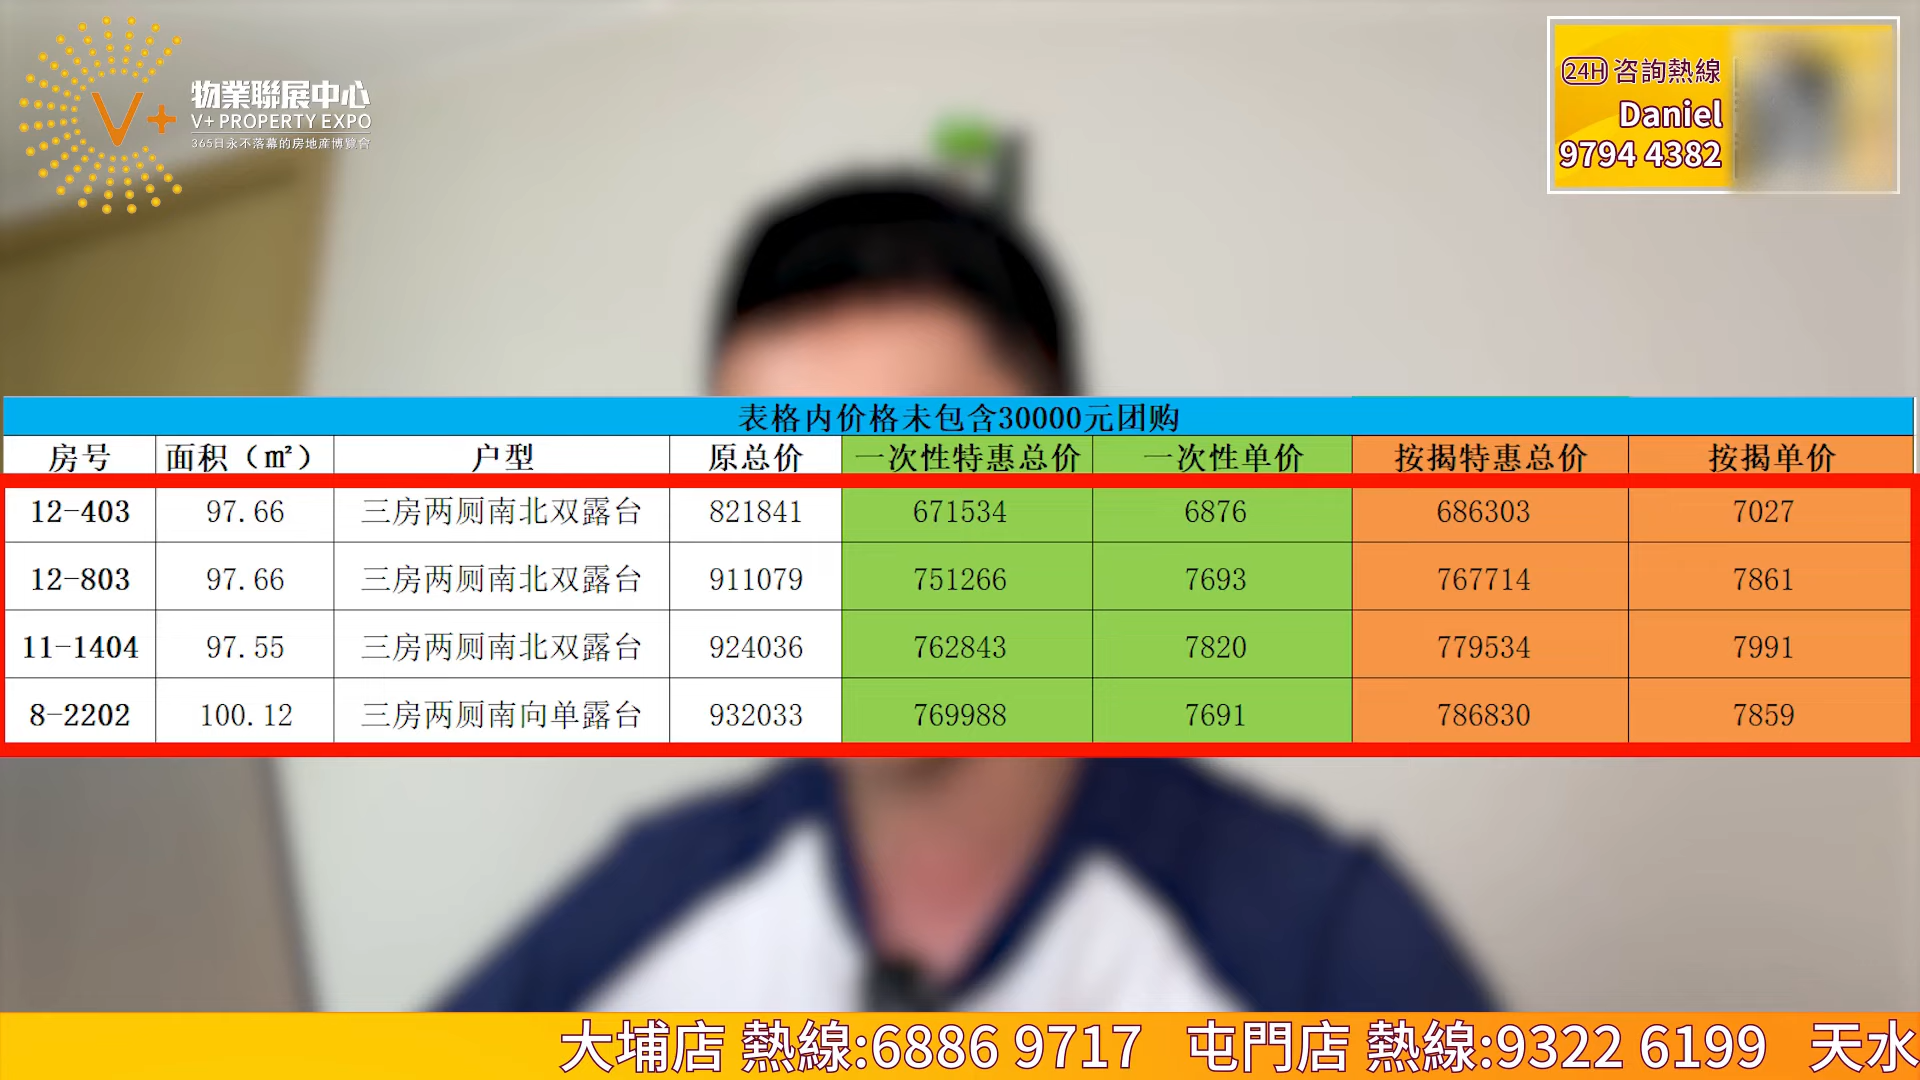 物業聯展中心
V+ PROPERTY EXPO
365日永不落幕的房地產博覽會
24H 咨詢熱線
Daniel
9794 4382
表格内价格未包含30000元团购
房号 面积（㎡） 户型 原总价 一次性特惠总价 一次性单价 按揭特惠总价 按揭单价
12-403 97.66 三房两厕南北双露台 821841 671534 6876 686303 7027
12-803 97.66 三房两厕南北双露台 911079 751266 7693 767714 7861
11-1404 97.55 三房两厕南北双露台 924036 762843 7820 779534 7991
8-2202 100.12 三房两厕南向单露台 932033 769988 7691 786830 7859
大埔店 熱線:6886 9717 屯門店 熱線:9322 6199 天水